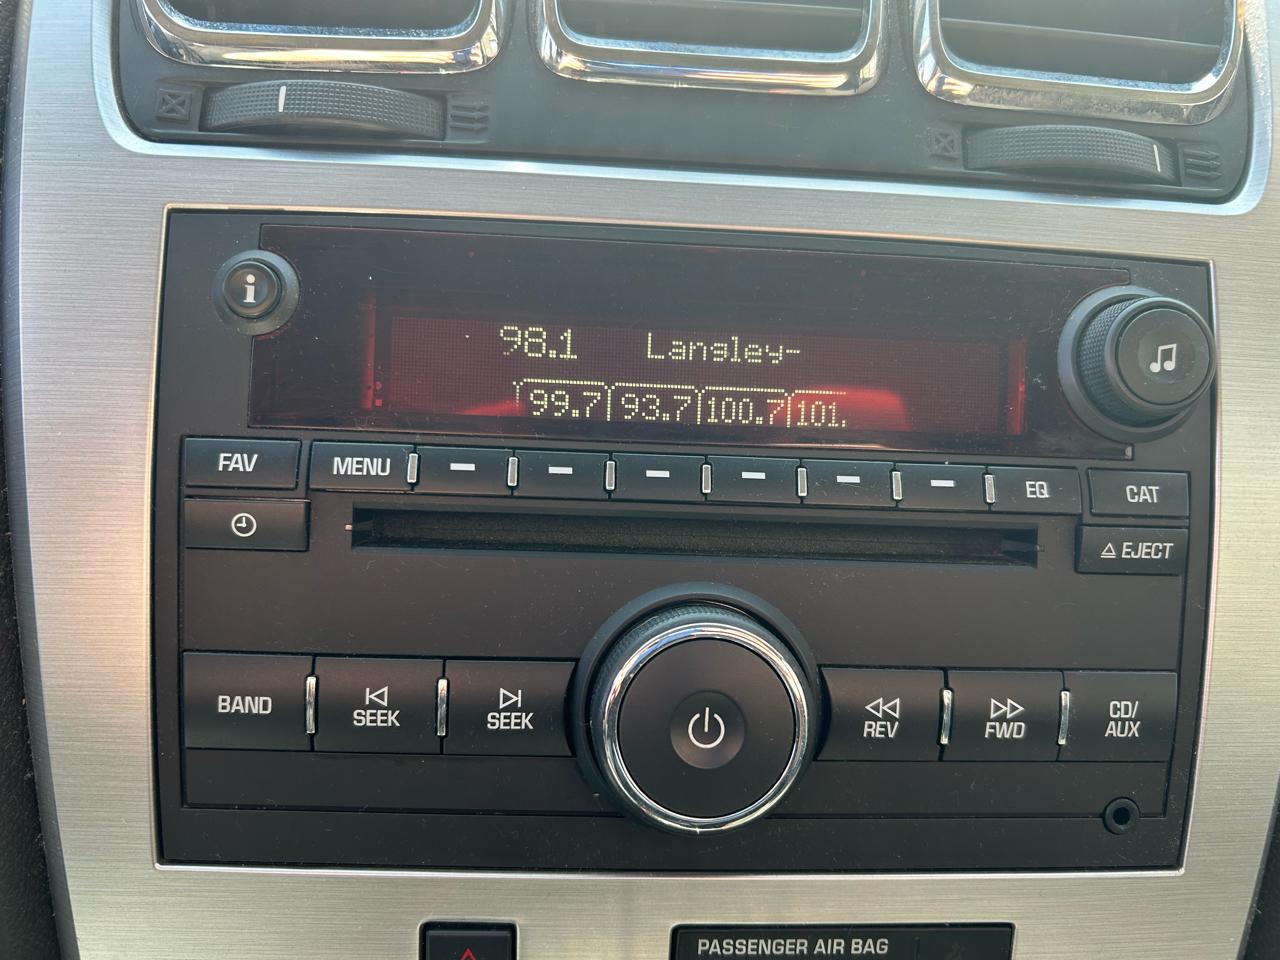 i
98.1 Lansley-
99.7 93.7 100.7 101.
FAV MENU EQ CAT
EJECT
BAND SEEK SEEK REV FWD CD/AUX
PASSENGER AIR BAG